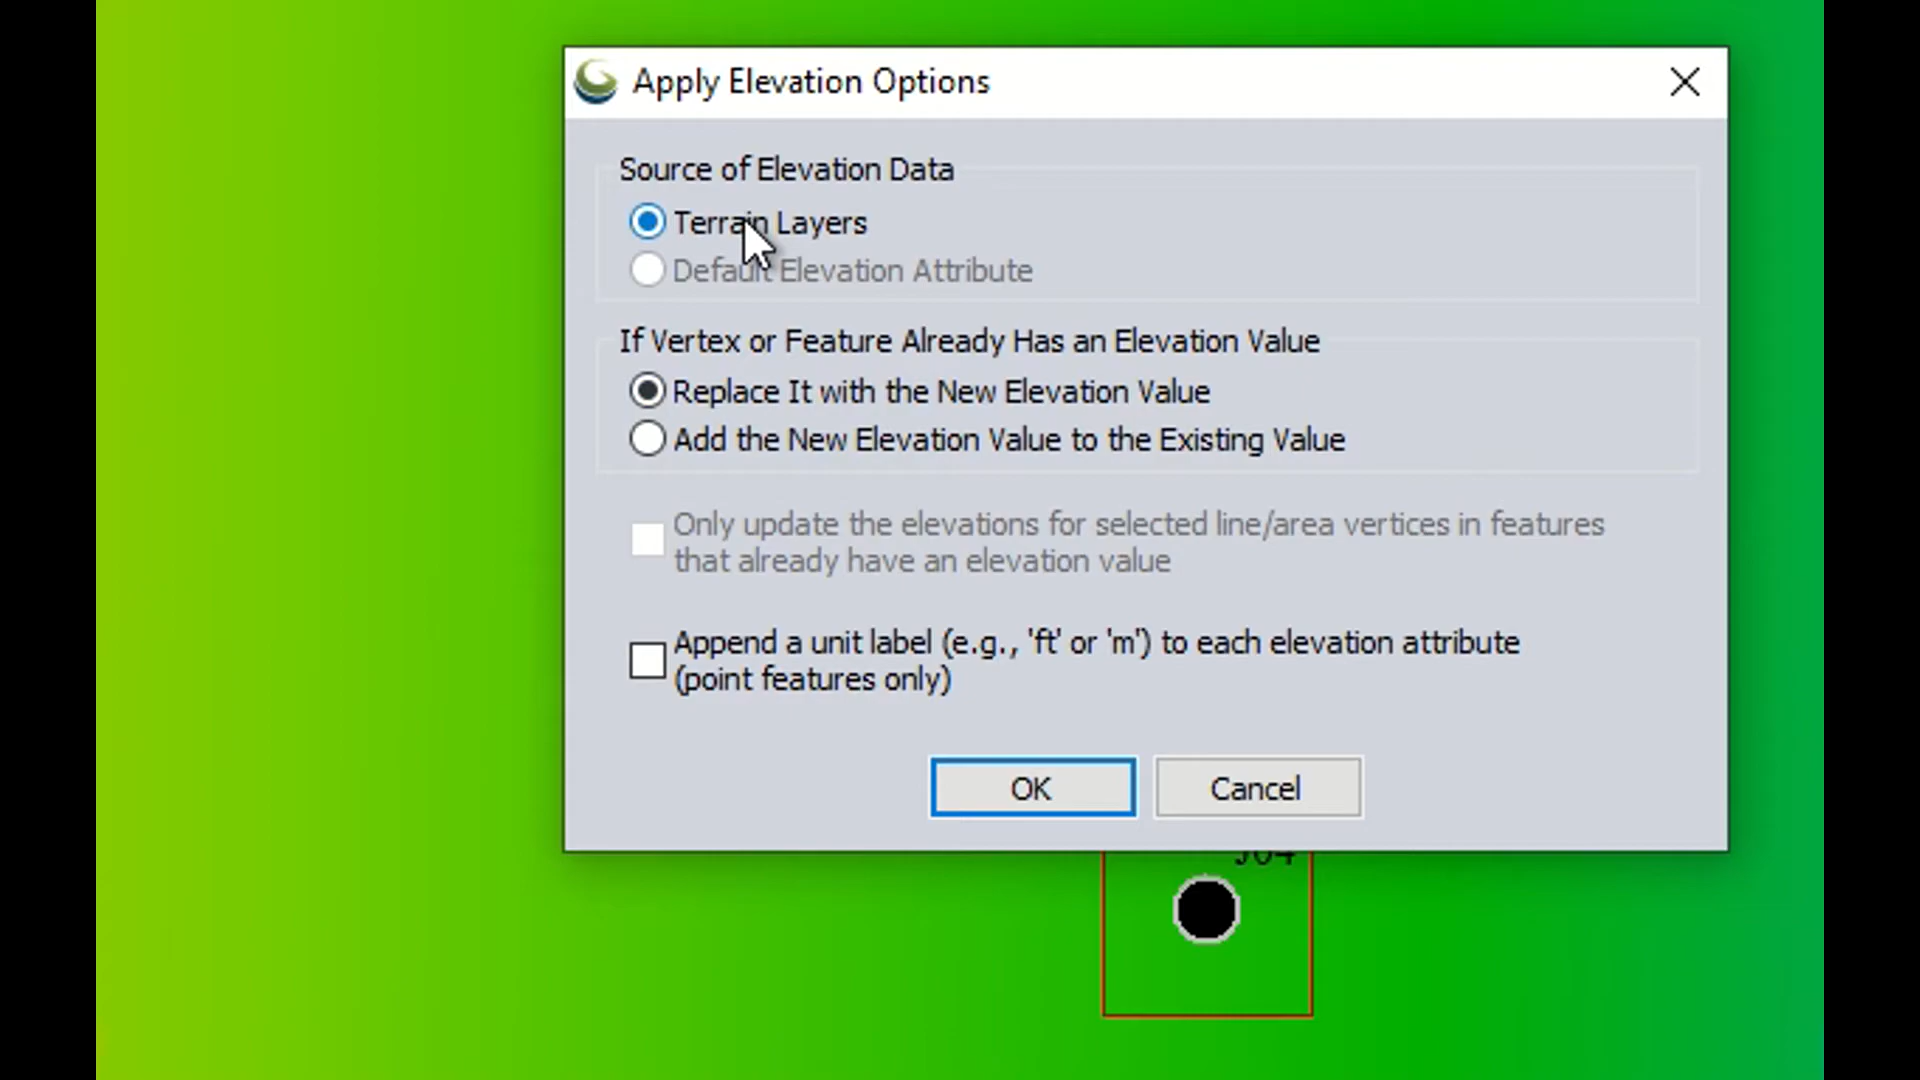 Apply Elevation Options
Source of Elevation Data
Terrain Layers
Default Elevation Attribute
If Vertex or Feature Already Has an Elevation Value
Replace It with the New Elevation Value
Add the New Elevation Value to the Existing Value
Only update the elevations for selected line/area vertices in features
that already have an elevation value
Append a unit label (e.g., 'ft' or 'm') to each elevation attribute
(point features only)
OK
Cancel